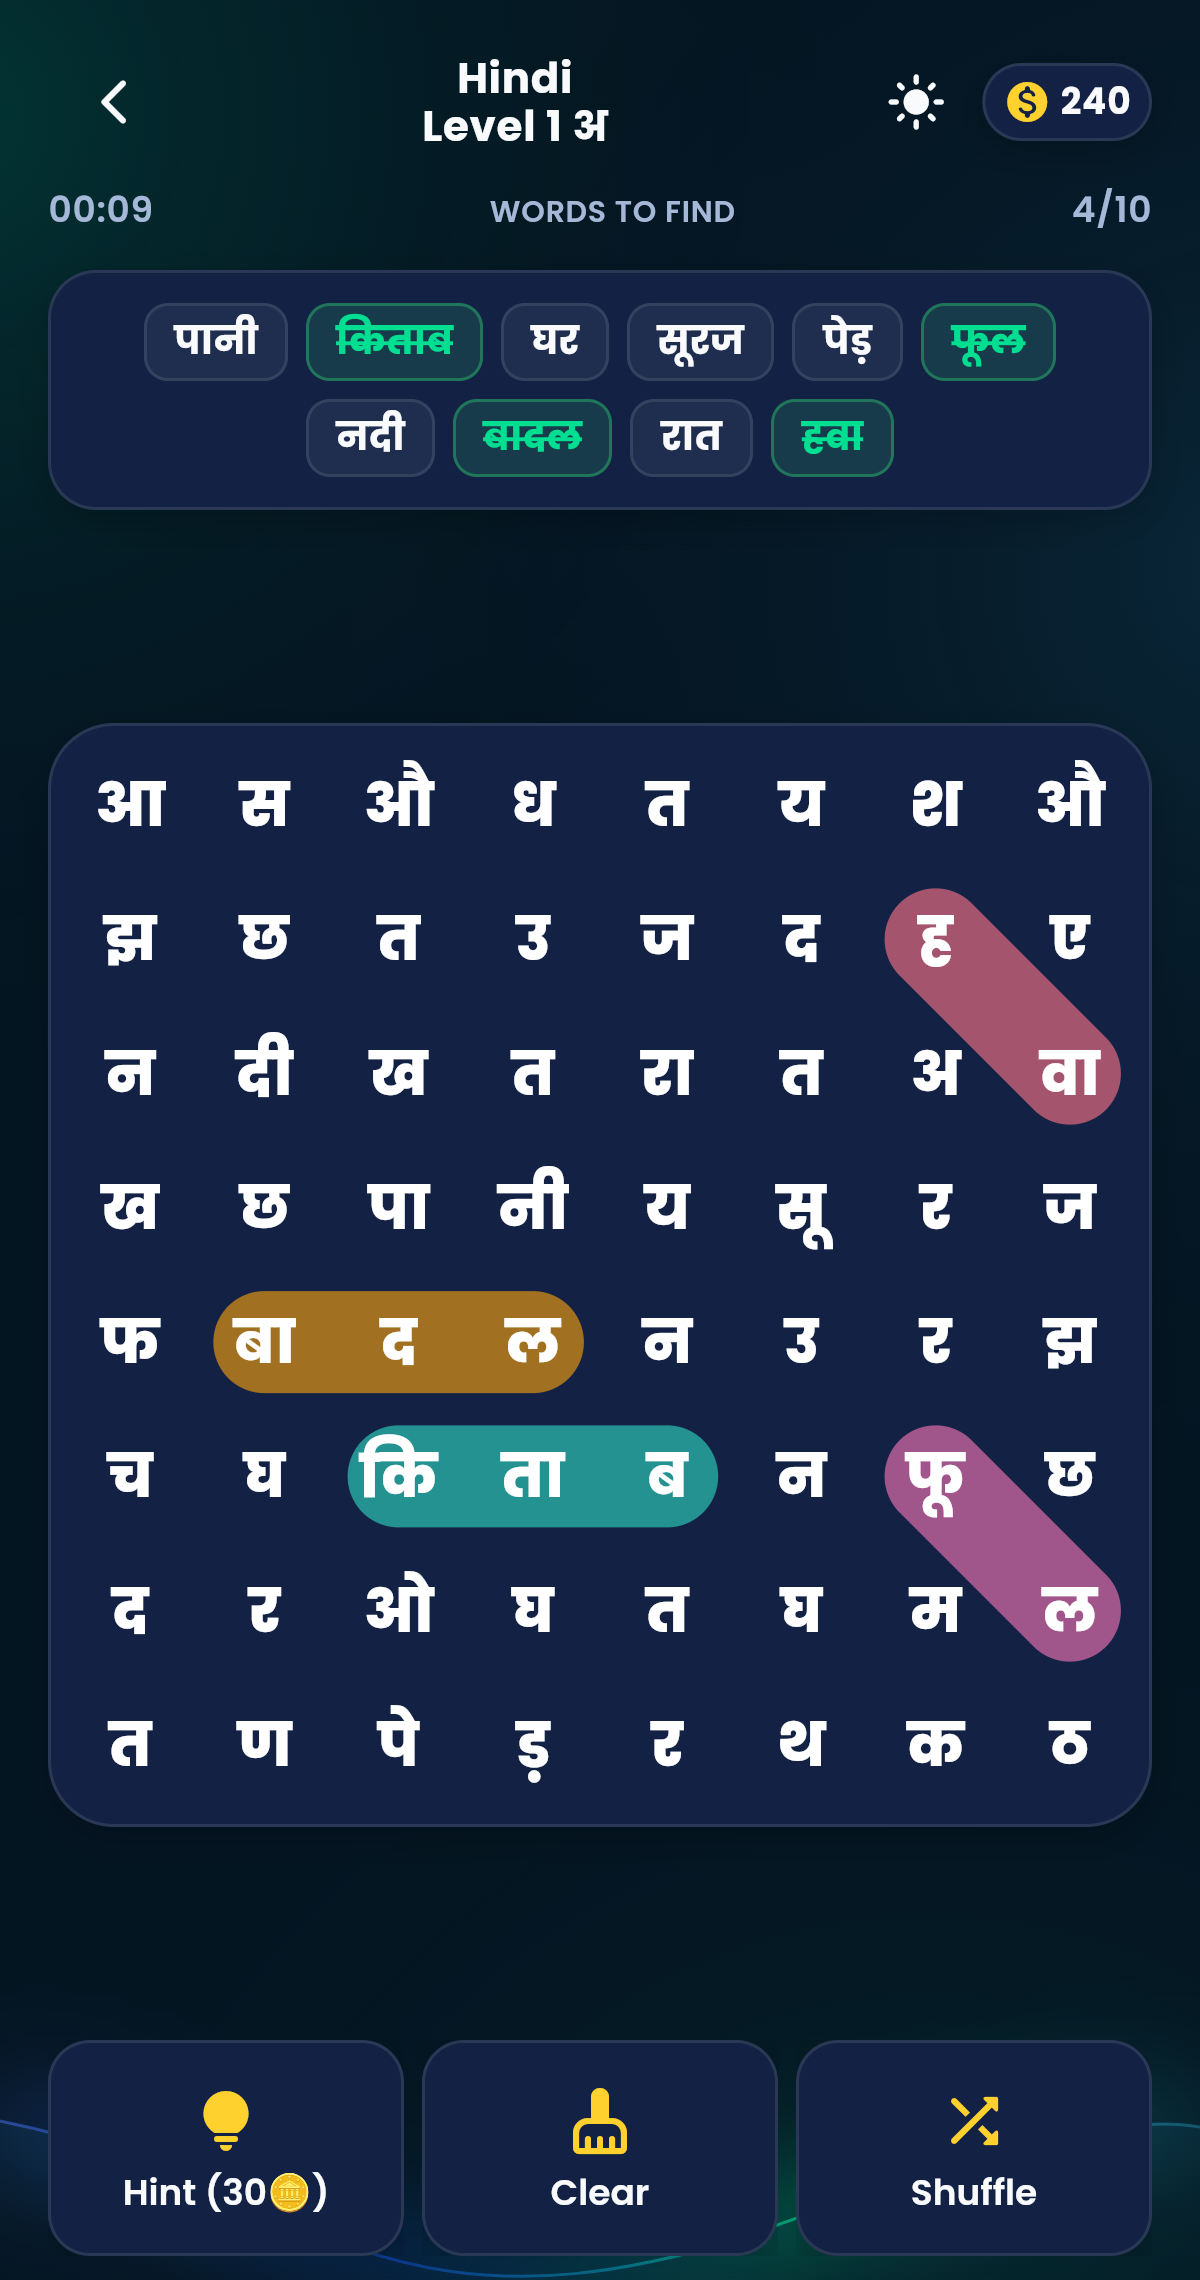 Hindi
Level 1 अ
240
00:09 WORDS TO FIND 4/10
पानी किताब घर सूरज पेड़ फूल
नदी बादल रात हवा
आ स औ ध त य श औ
झ छ त उ ज द ह ए
न दी ख त रा त अ वा
ख छ पा नी य सू र ज
फ बा द ल न उ र झ
च घ कि ता ब न फू छ
द र ओ घ त घ म ल
त ण पे ड़ र थ क ठ
Hint (30🪙) Clear Shuffle